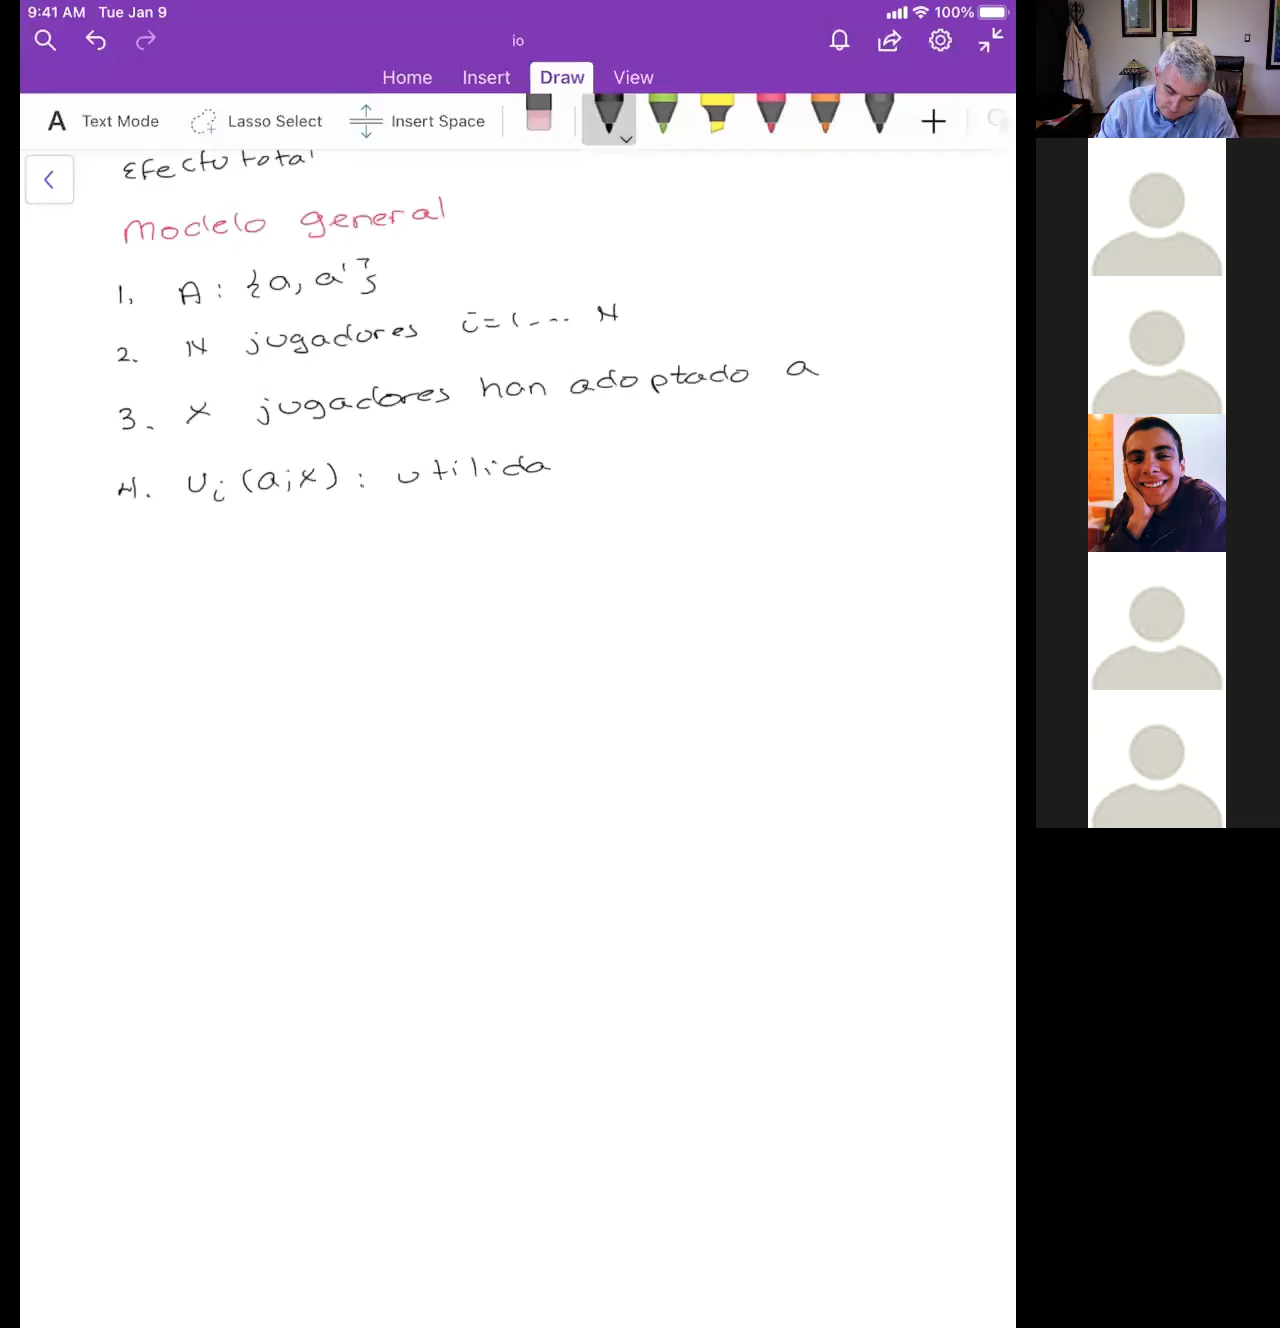 9:41 AM Tue Jan 9 100%
io
Home Insert Draw View
A Text Mode Lasso Select Insert Space
Efecto total
Modelo general
1. A : {a, a'}
2. N jugadores i=1--- N
3. x jugadores han adoptado a
4. Ui (a;x) : utilida